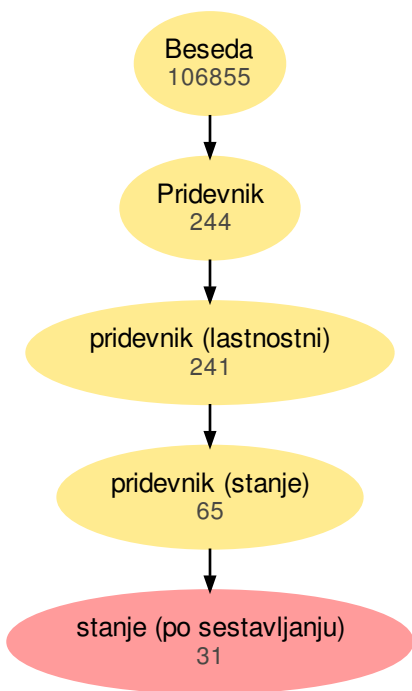 Beseda
106855
Pridevnik
244
pridevnik (lastnostni)
241
pridevnik (stanje)
65
stanje (po sestavljanju)
31